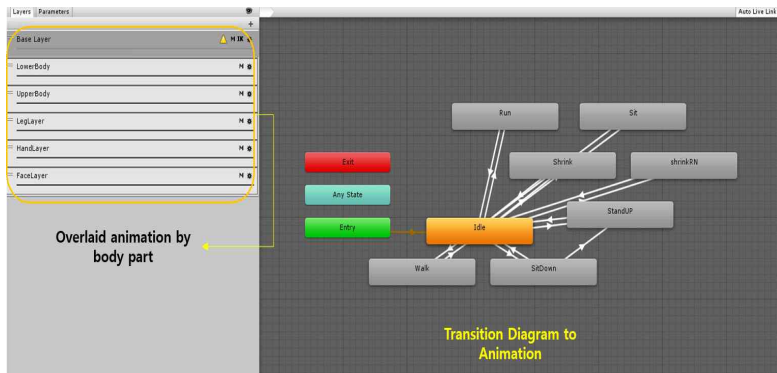 Layers Parameters
Auto Live Link
+
Base Layer M IK
LowerBody M
UpperBody M
LegLayer M
HandLayer M
FaceLayer M
Overlaid animation by
body part
Run
Sit
Exit
Shrink
shrinkRN
Any State
StandUP
Entry
Idle
Walk
SitDown
Transition Diagram to
Animation